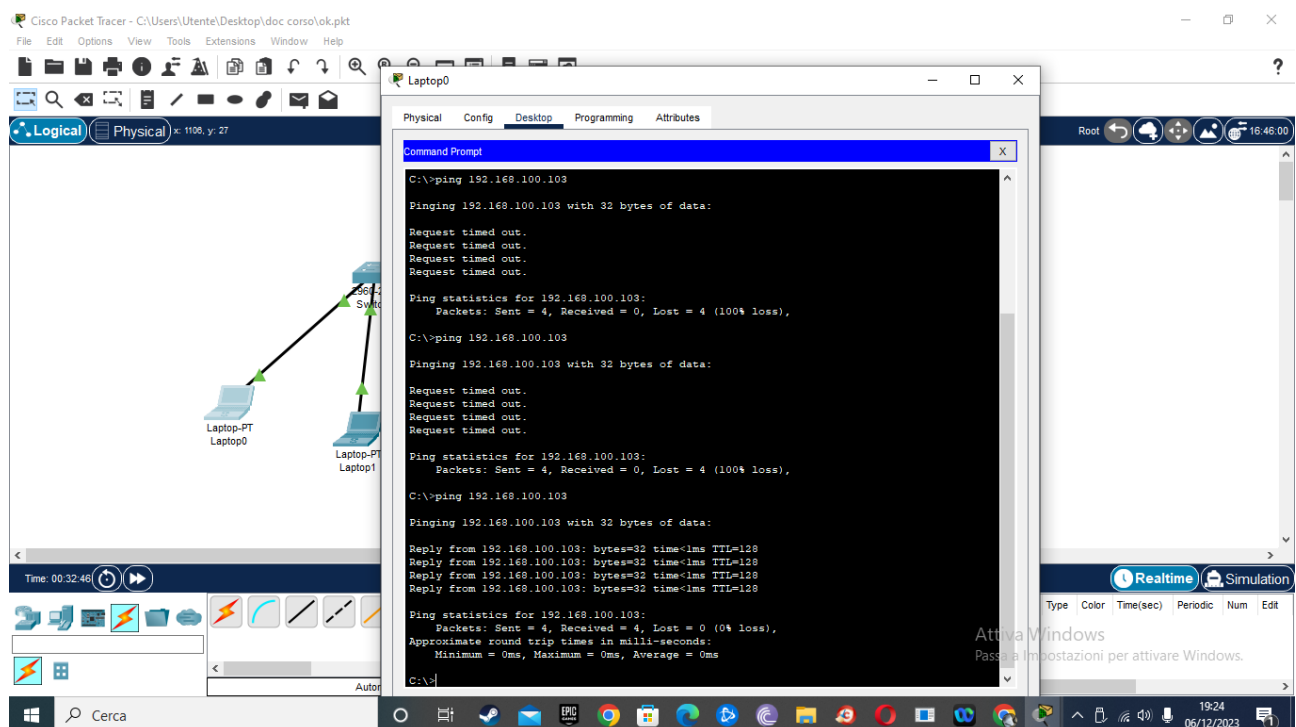 Cisco Packet Tracer - C:\Users\Utente\Desktop\doc corso\ok.pkt
File Edit Options View Tools Extensions Window Help
?
Laptop0
Physical Config Desktop Programming Attributes
Logical Physical x: 1108, y: 27
Root 16:46:00
Command Prompt X
C:\>ping 192.168.100.103
Pinging 192.168.100.103 with 32 bytes of data:
Request timed out.
Request timed out.
Request timed out.
Request timed out.
Ping statistics for 192.168.100.103:
Packets: Sent = 4, Received = 0, Lost = 4 (100% loss),
C:\>ping 192.168.100.103
Pinging 192.168.100.103 with 32 bytes of data:
Request timed out.
Request timed out.
Request timed out.
Request timed out.
Ping statistics for 192.168.100.103:
Packets: Sent = 4, Received = 0, Lost = 4 (100% loss),
C:\>ping 192.168.100.103
Pinging 192.168.100.103 with 32 bytes of data:
Reply from 192.168.100.103: bytes=32 time<1ms TTL=128
Reply from 192.168.100.103: bytes=32 time<1ms TTL=128
Reply from 192.168.100.103: bytes=32 time<1ms TTL=128
Reply from 192.168.100.103: bytes=32 time<1ms TTL=128
Ping statistics for 192.168.100.103:
Packets: Sent = 4, Received = 4, Lost = 0 (0% loss),
Approximate round trip times in milli-seconds:
Minimum = 0ms, Maximum = 0ms, Average = 0ms
C:\>
2960-2
Switc
Laptop-PT
Laptop0
Laptop-PT
Laptop1
Time: 00:32:46
Realtime Simulation
Type Color Time(sec) Periodic Num Edit
Attiva Windows
Passa a Impostazioni per attivare Windows.
Autor
Cerca
EPIC
GAMES
19:24
06/12/2023
1